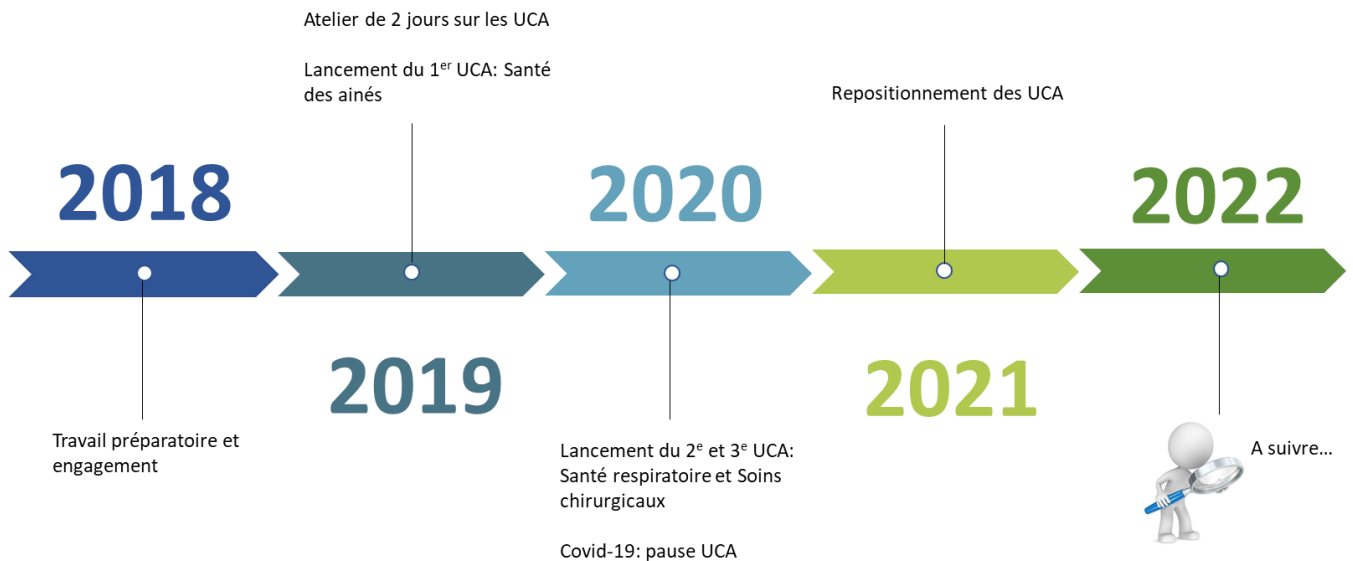 2018
Travail préparatoire et
engagement
Atelier de 2 jours sur les UCA
Lancement du 1er UCA: Santé
des ainés
2019
2020
Lancement du 2e et 3e UCA:
Santé respiratoire et Soins
chirurgicaux
Covid-19: pause UCA
Repositionnement des UCA
2021
2022
A suivre...